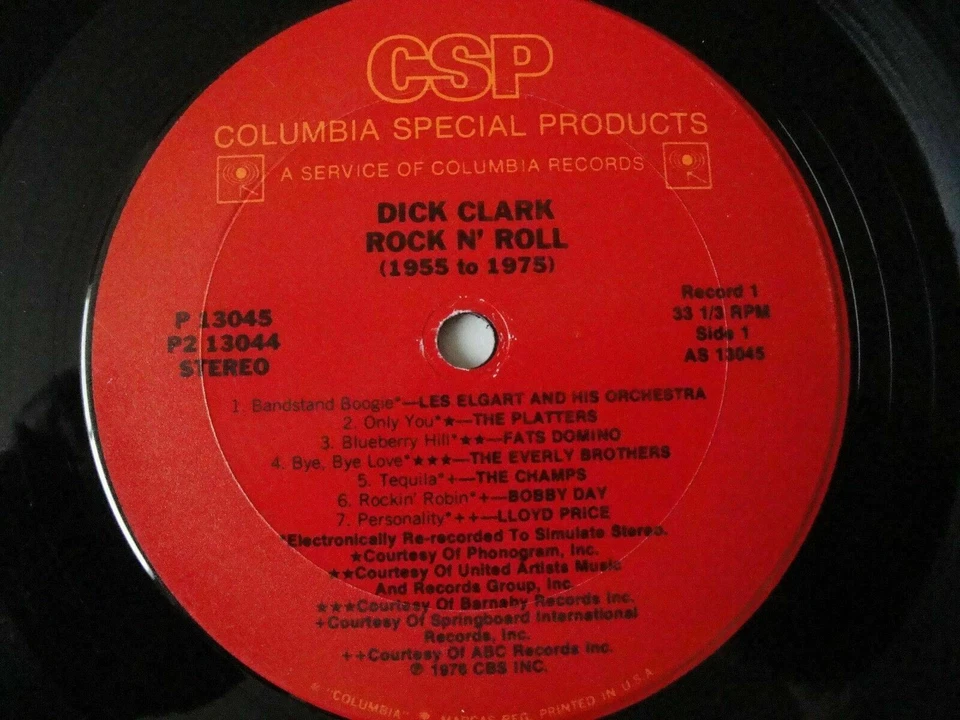 CSP
COLUMBIA SPECIAL PRODUCTS
A SERVICE OF COLUMBIA RECORDS
DICK CLARK
ROCK N' ROLL
(1955 to 1975)
P 13045
P2 13044
STEREO
Record 1
33 1/3 RPM
Side 1
AS 13045
1. Bandstand Boogie*—LES ELGART AND HIS ORCHESTRA
2. Only You*★—THE PLATTERS
3. Blueberry Hill*★★—FATS DOMINO
4. Bye, Bye Love*★★★—THE EVERLY BROTHERS
5. Tequila*+—THE CHAMPS
6. Rockin' Robin*+—BOBBY DAY
7. Personality*++—LLOYD PRICE
*Electronically Re-recorded To Simulate Stereo.
★Courtesy Of Phonogram, Inc.
★★Courtesy Of United Artists Music
And Records Group, Inc.
★★★Courtesy Of Barnaby Records Inc.
+Courtesy Of Springboard International
Records, Inc.
++Courtesy Of ABC Records Inc.
℗ 1976 CBS INC.
"COLUMBIA" MARCAS REG. PRINTED IN U.S.A.